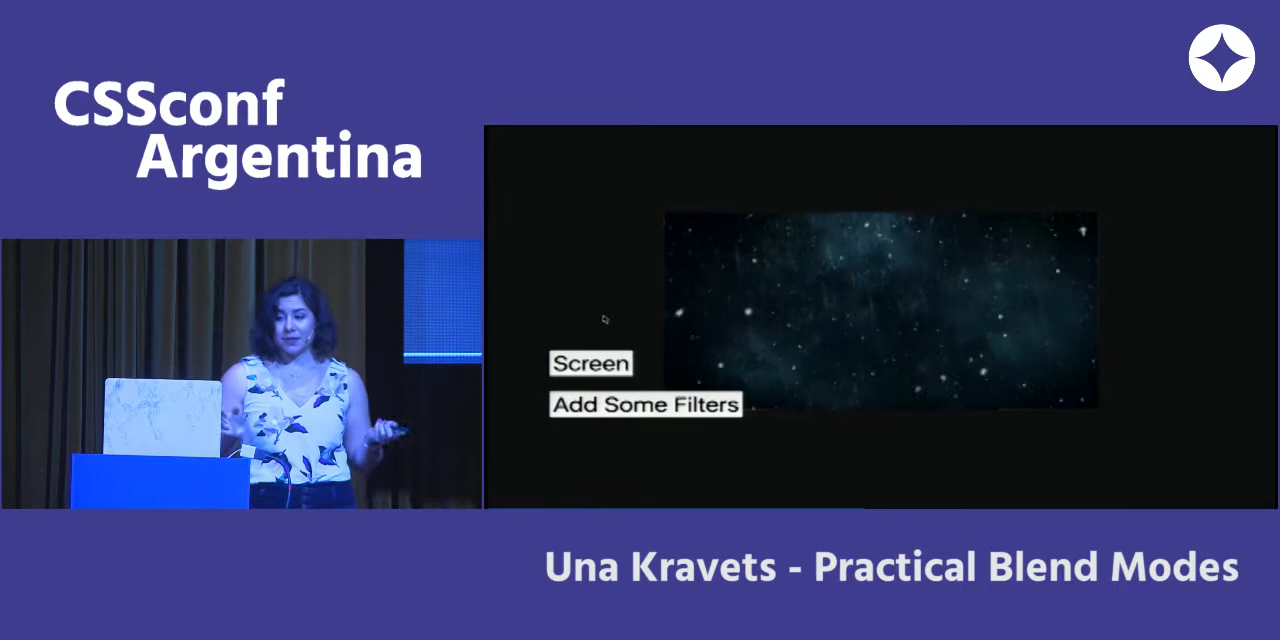 CSSconf
Argentina
Screen
Add Some Filters
Una Kravets - Practical Blend Modes